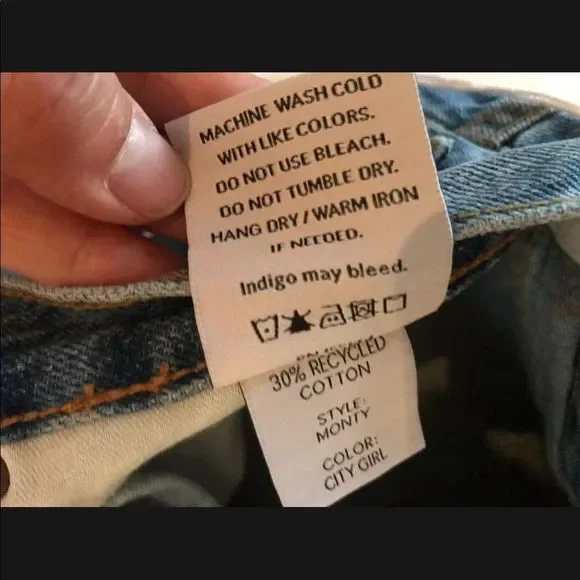 MACHINE WASH COLD
WITH LIKE COLORS.
DO NOT USE BLEACH.
DO NOT TUMBLE DRY.
HANG DRY / WARM IRON
IF NEEDED.
Indigo may bleed.
30% RECYCLED
COTTON
STYLE:
MONTY
COLOR:
CITY GIRL